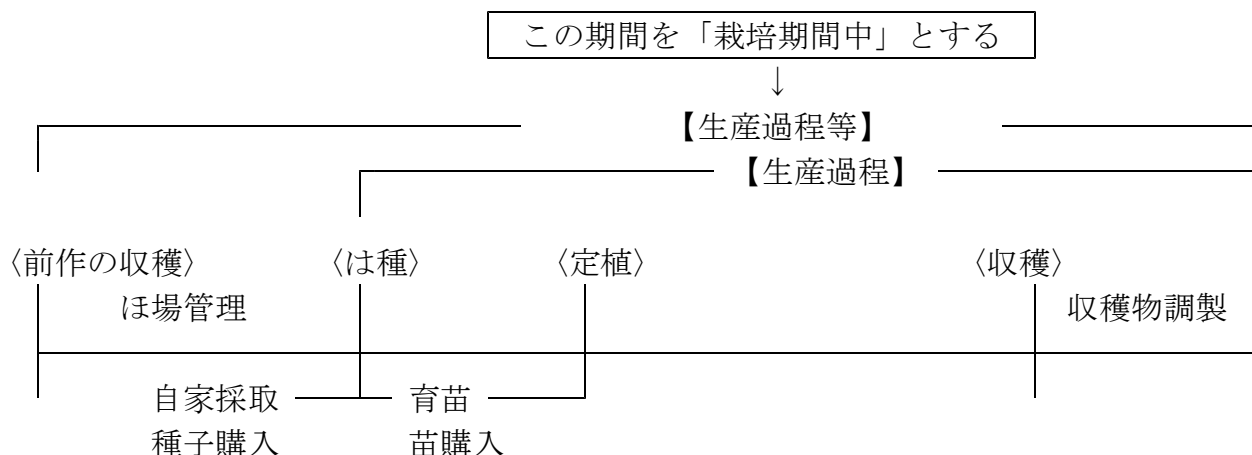 この期間を「栽培期間中」とする
↓
【生産過程等】
【生産過程】
〈前作の収穫〉 〈は種〉 〈定植〉 〈収穫〉
ほ場管理 収穫物調製
自家採取 育苗
種子購入 苗購入